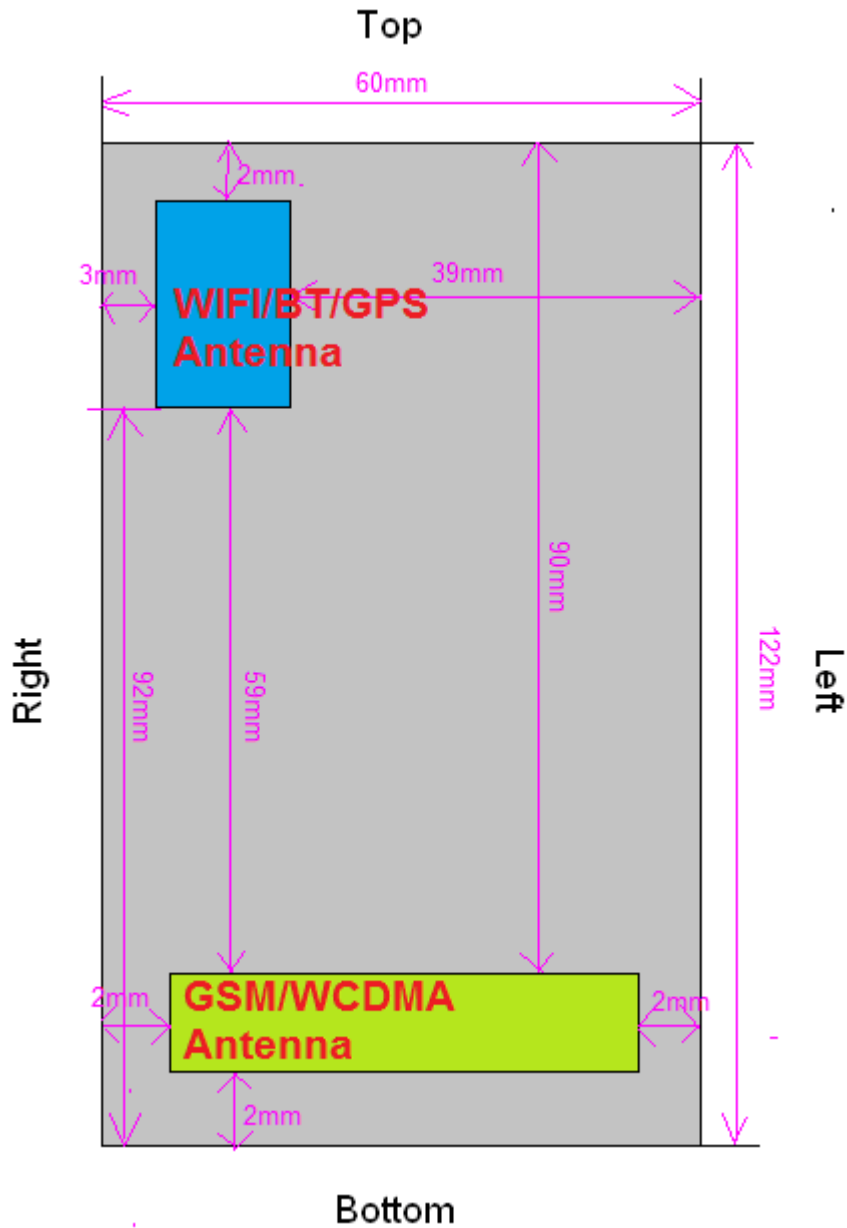 Top
60mm
2mm
3mm
39mm
WIFI/BT/GPS
Antenna
90mm
Right
92mm
59mm
122mm
Left
2mm
GSM/WCDMA
Antenna
2mm
2mm
Bottom